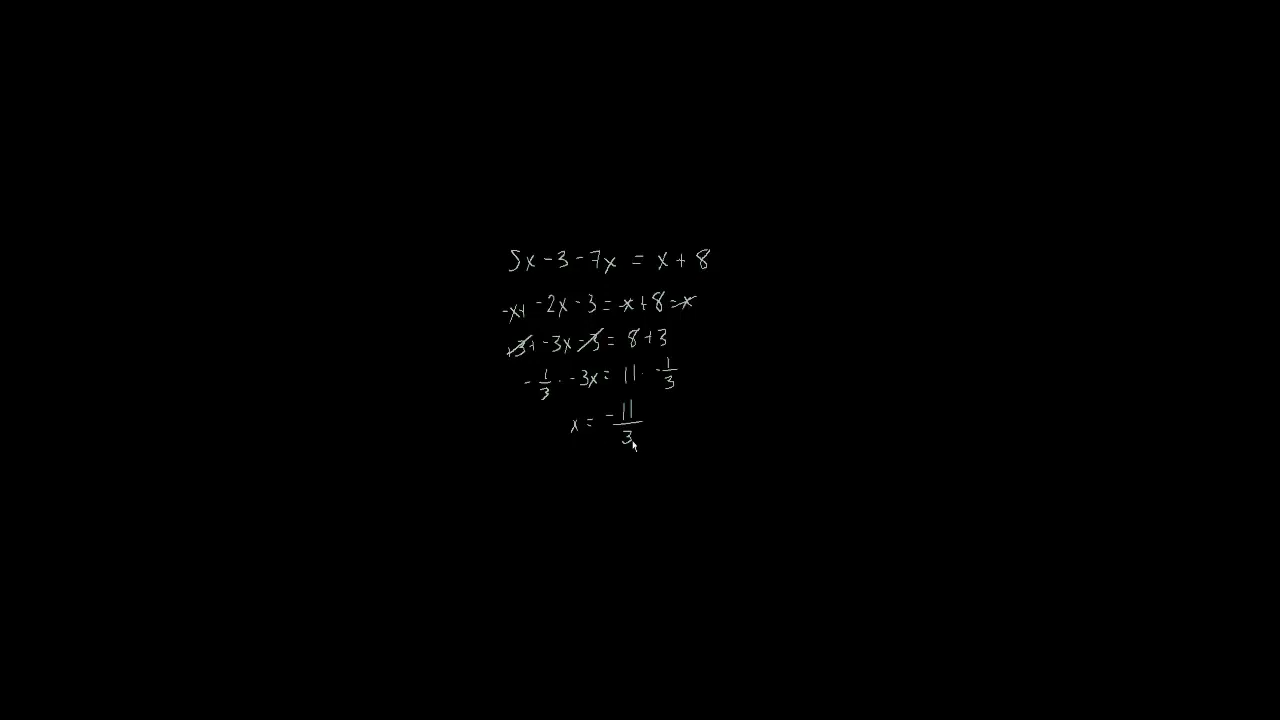 5x - 3 - 7x = x + 8
-x + -2x - 3 = x + 8 - x
+3 + -3x - 3 = 8 + 3
-1/3 · -3x = 11 · -1/3
x = -11/3